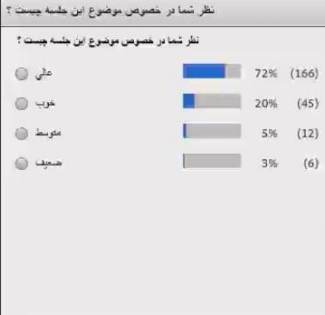 نظر شما در خصوص موضوع این جلسه چیست ؟
نظر شما در خصوص موضوع این جلسه چیست ؟
عالي 72% (166)
خوب 20% (45)
متوسط 5% (12)
ضعیف 3% (6)